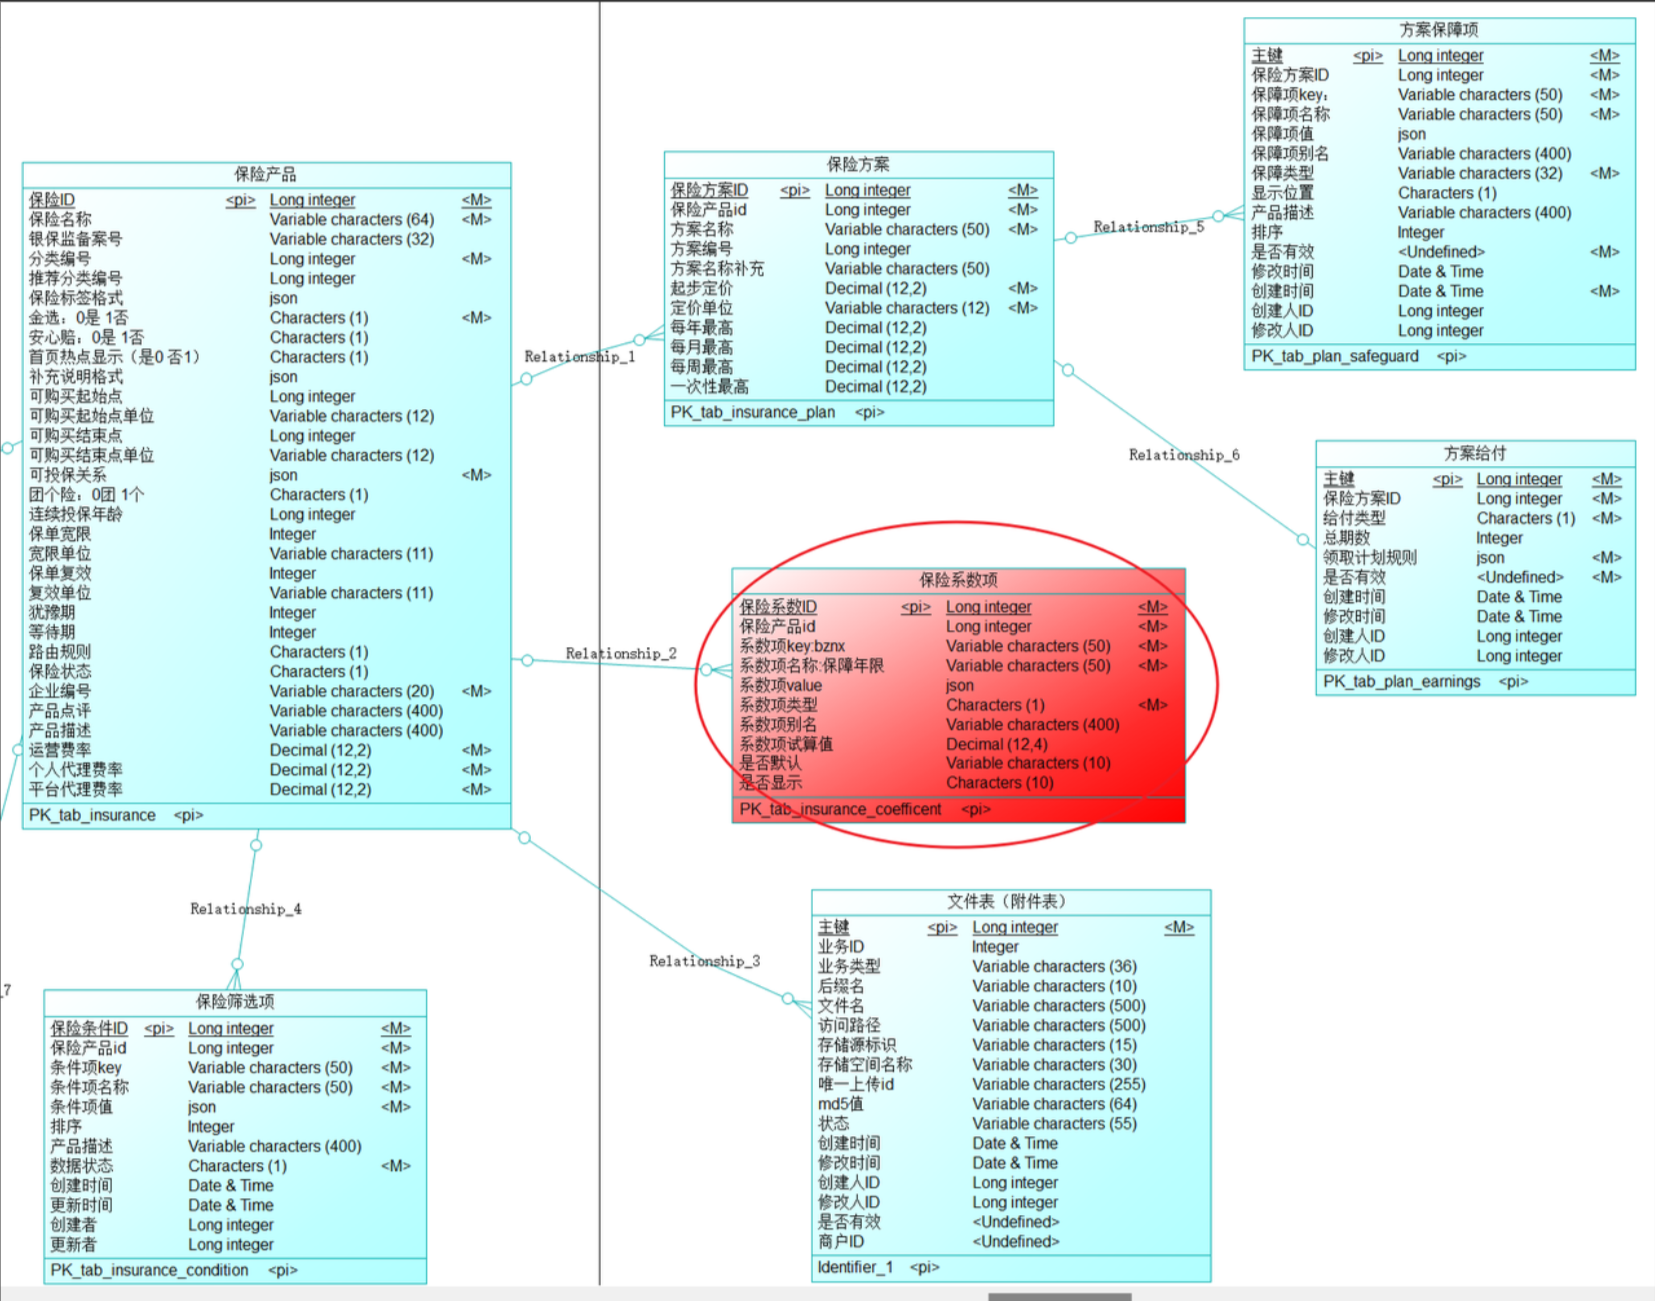 保险产品
保险ID <pi> Long integer <M>
保险名称 Variable characters (64) <M>
银保监备案号 Variable characters (32)
分类编号 Long integer <M>
推荐分类编号 Long integer
保险标签格式 json
金选：0是 1否 Characters (1) <M>
安心赔：0是 1否 Characters (1)
首页热点显示（是0 否1） Characters (1)
补充说明格式 json
可购买起始点 Long integer
可购买起始点单位 Variable characters (12)
可购买结束点 Long integer
可购买结束点单位 Variable characters (12)
可投保关系 json <M>
团个险：0团 1个 Characters (1)
连续投保年龄 Long integer
保单宽限 Integer
宽限单位 Variable characters (11)
保单复效 Integer
复效单位 Variable characters (11)
犹豫期 Integer
等待期 Integer
路由规则 Characters (1)
保险状态 Characters (1)
企业编号 Variable characters (20) <M>
产品点评 Variable characters (400)
产品描述 Variable characters (400)
运营费率 Decimal (12,2) <M>
个人代理费率 Decimal (12,2) <M>
平台代理费率 Decimal (12,2) <M>
PK_tab_insurance <pi>
Relationship_1
保险方案
保险方案ID <pi> Long integer <M>
保险产品id Long integer <M>
方案名称 Variable characters (50) <M>
方案编号 Long integer
方案名称补充 Variable characters (50)
起步定价 Decimal (12,2) <M>
定价单位 Variable characters (12) <M>
每年最高 Decimal (12,2)
每月最高 Decimal (12,2)
每周最高 Decimal (12,2)
一次性最高 Decimal (12,2)
PK_tab_insurance_plan <pi>
Relationship_5
方案保障项
主键 <pi> Long integer <M>
保险方案ID Long integer <M>
保障项key： Variable characters (50) <M>
保障项名称 Variable characters (50) <M>
保障项值 json
保障项别名 Variable characters (400)
保障类型 Variable characters (32) <M>
显示位置 Characters (1)
产品描述 Variable characters (400)
排序 Integer
是否有效 <Undefined> <M>
修改时间 Date & Time
创建时间 Date & Time <M>
创建人ID Long integer
修改人ID Long integer
PK_tab_plan_safeguard <pi>
Relationship_6
方案给付
主键 <pi> Long integer <M>
保险方案ID Long integer <M>
给付类型 Characters (1) <M>
总期数 Integer
领取计划规则 json <M>
是否有效 <Undefined> <M>
创建时间 Date & Time
修改时间 Date & Time
创建人ID Long integer
修改人ID Long integer
PK_tab_plan_earnings <pi>
Relationship_2
保险系数项
保险系数ID <pi> Long integer <M>
保险产品id Long integer <M>
系数项key:bznx Variable characters (50) <M>
系数项名称:保障年限 Variable characters (50) <M>
系数项value json
系数项类型 Characters (1) <M>
系数项别名 Variable characters (400)
系数项试算值 Decimal (12,4)
是否默认 Variable characters (10)
是否显示 Characters (10)
PK_tab_insurance_coefficent <pi>
Relationship_3
文件表（附件表）
主键 <pi> Long integer <M>
业务ID Integer
业务类型 Variable characters (36)
后缀名 Variable characters (10)
文件名 Variable characters (500)
访问路径 Variable characters (500)
存储源标识 Variable characters (15)
存储空间名称 Variable characters (30)
唯一上传id Variable characters (255)
md5值 Variable characters (64)
状态 Variable characters (55)
创建时间 Date & Time
修改时间 Date & Time
创建人ID Long integer
修改人ID Long integer
是否有效 <Undefined>
商户ID <Undefined>
Identifier_1 <pi>
Relationship_4
_7
保险筛选项
保险条件ID <pi> Long integer <M>
保险产品id Long integer <M>
条件项key Variable characters (50) <M>
条件项名称 Variable characters (50) <M>
条件项值 json <M>
排序 Integer
产品描述 Variable characters (400)
数据状态 Characters (1) <M>
创建时间 Date & Time
更新时间 Date & Time
创建者 Long integer
更新者 Long integer
PK_tab_insurance_condition <pi>